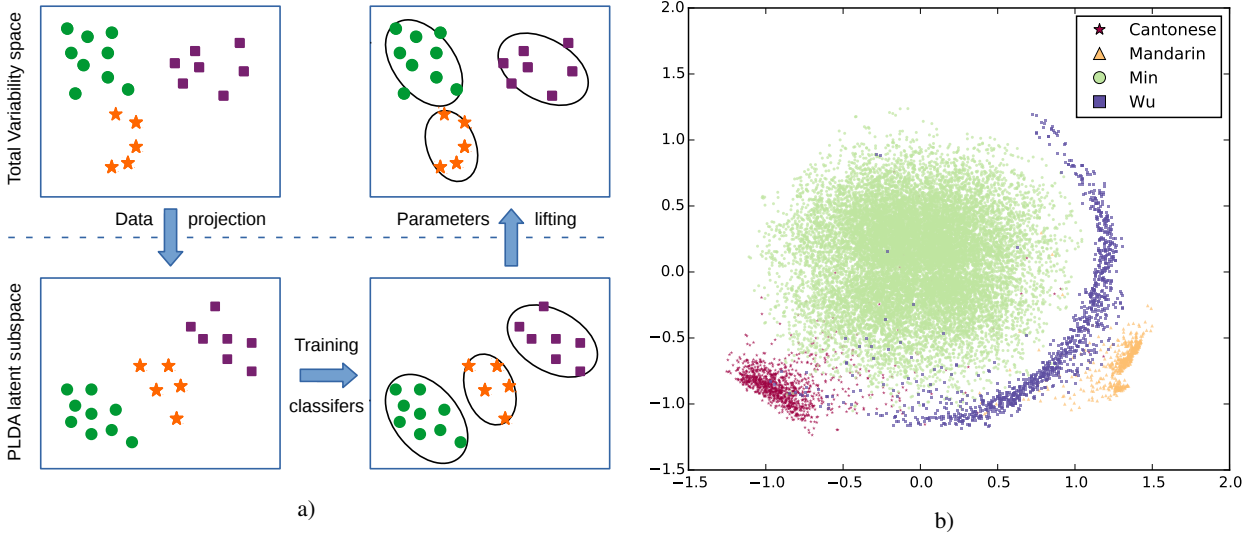 Total Variability space
PLDA latent subspace
Data projection
Parameters lifting
Training
classifers
a)
Cantonese
Mandarin
Min
Wu
2.0
1.5
1.0
0.5
0.0
−0.5
−1.0
−1.5
−1.5 −1.0 −0.5 0.0 0.5 1.0 1.5 2.0
b)